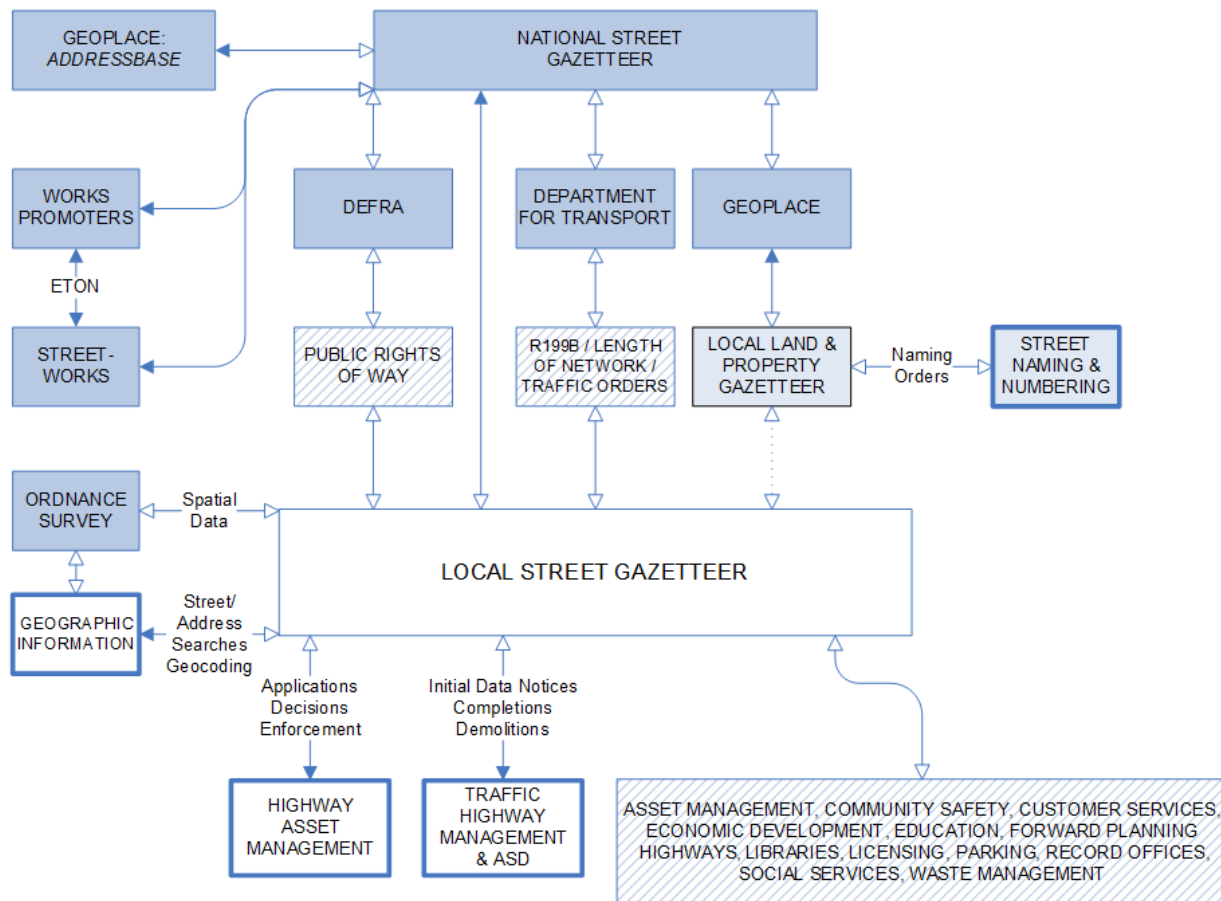 GEOPLACE:
ADDRESSBASE
NATIONAL STREET
GAZETTEER
WORKS
PROMOTERS
DEFRA
DEPARTMENT
FOR TRANSPORT
GEOPLACE
ETON
STREET-
WORKS
PUBLIC RIGHTS
OF WAY
R199B / LENGTH
OF NETWORK /
TRAFFIC ORDERS
LOCAL LAND &
PROPERTY
GAZETTEER
Naming
Orders
STREET
NAMING &
NUMBERING
ORDNANCE
SURVEY
Spatial
Data
LOCAL STREET GAZETTEER
GEOGRAPHIC
INFORMATION
Street/
Address
Searches
Geocoding
Applications
Decisions
Enforcement
Initial Data Notices
Completions
Demolitions
HIGHWAY
ASSET
MANAGEMENT
TRAFFIC
HIGHWAY
MANAGEMENT
& ASD
ASSET MANAGEMENT, COMMUNITY SAFETY, CUSTOMER SERVICES,
ECONOMIC DEVELOPMENT, EDUCATION, FORWARD PLANNING
HIGHWAYS, LIBRARIES, LICENSING, PARKING, RECORD OFFICES,
SOCIAL SERVICES, WASTE MANAGEMENT